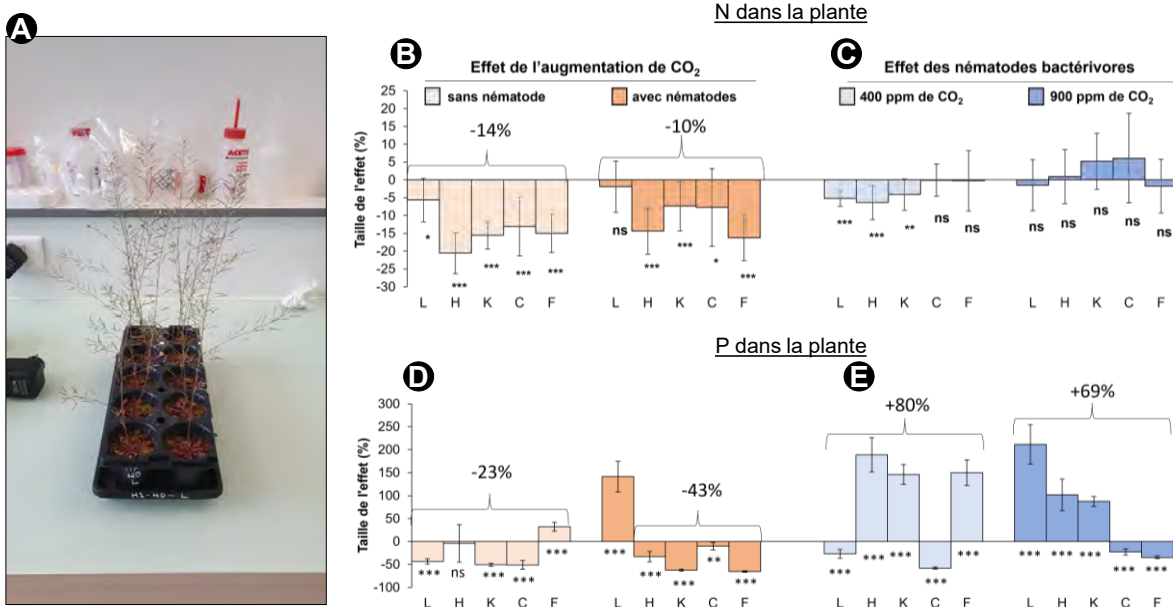 N dans la plante
A
B
Effet de l'augmentation de CO₂
sans nématode
avec nématodes
-14%
-10%
Taille de l'effet (%)
25
20
15
10
5
0
-5
-10
-15
-20
-25
-30
* *** *** *** ***
ns *** *** * ***
L H K C F
L H K C F
C
Effet des nématodes bactérivores
400 ppm de CO₂
900 ppm de CO₂
*** *** ** ns ns
ns ns ns ns ns
L H K C F
L H K C F
ACETO
H1-NO-L
P dans la plante
D
-23%
-43%
Taille de l'effet (%)
300
250
200
150
100
50
0
-50
-100
*** ns *** *** ***
*** *** *** ** ***
L H K C F
L H K C F
E
+80%
+69%
*** *** *** *** ***
*** *** *** *** ***
L H K C F
L H K C F